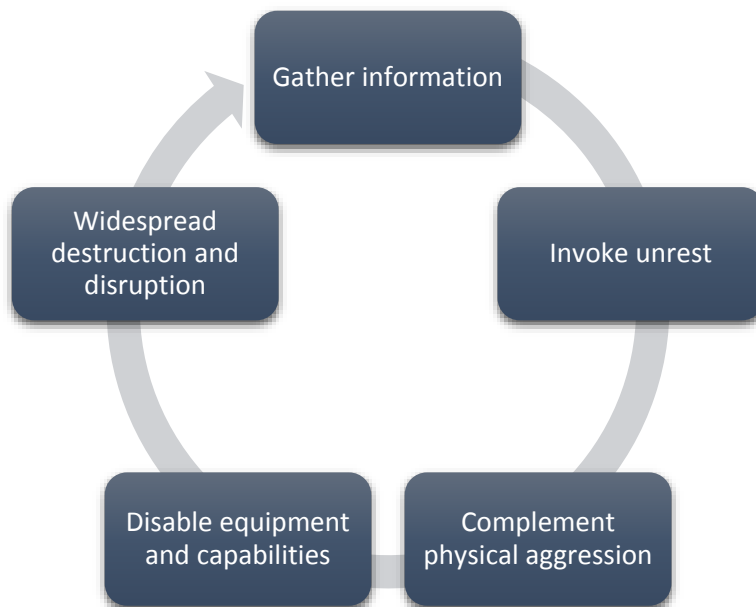 Gather information
Invoke unrest
Complement
physical aggression
Disable equipment
and capabilities
Widespread
destruction and
disruption